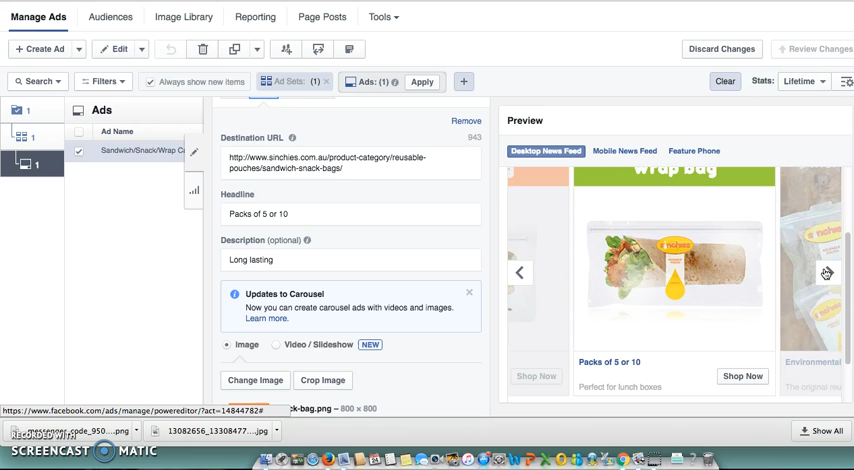 Manage Ads Audiences Image Library Reporting Page Posts Tools
+ Create Ad Edit Discard Changes Review Changes
Search Filters Always show new items Ad Sets: (1) × Ads: (1) Apply + Clear Stats: Lifetime
1
1
1
Ads
Ad Name
Sandwich/Snack/Wrap Ca
Remove
Destination URL 943
http://www.sinchies.com.au/product-category/reusable-
pouches/sandwich-snack-bags/
Headline
Packs of 5 or 10
Description (optional)
Long lasting
Updates to Carousel
Now you can create carousel ads with videos and images.
Learn more.
Image Video / Slideshow NEW
Change Image Crop Image
ck-bag.png – 800 × 800
Preview
Desktop News Feed Mobile News Feed Feature Phone
wrap bag
sinchies
Packs of 5 or 10 Environmental
Shop Now Shop Now
Perfect for lunch boxes The original reu
https://www.facebook.com/ads/manage/powereditor/?act=14844782#
messenger_code_950....png 13082656_13308477...jpg Show All
RECORDED WITH
SCREENCAST MATIC